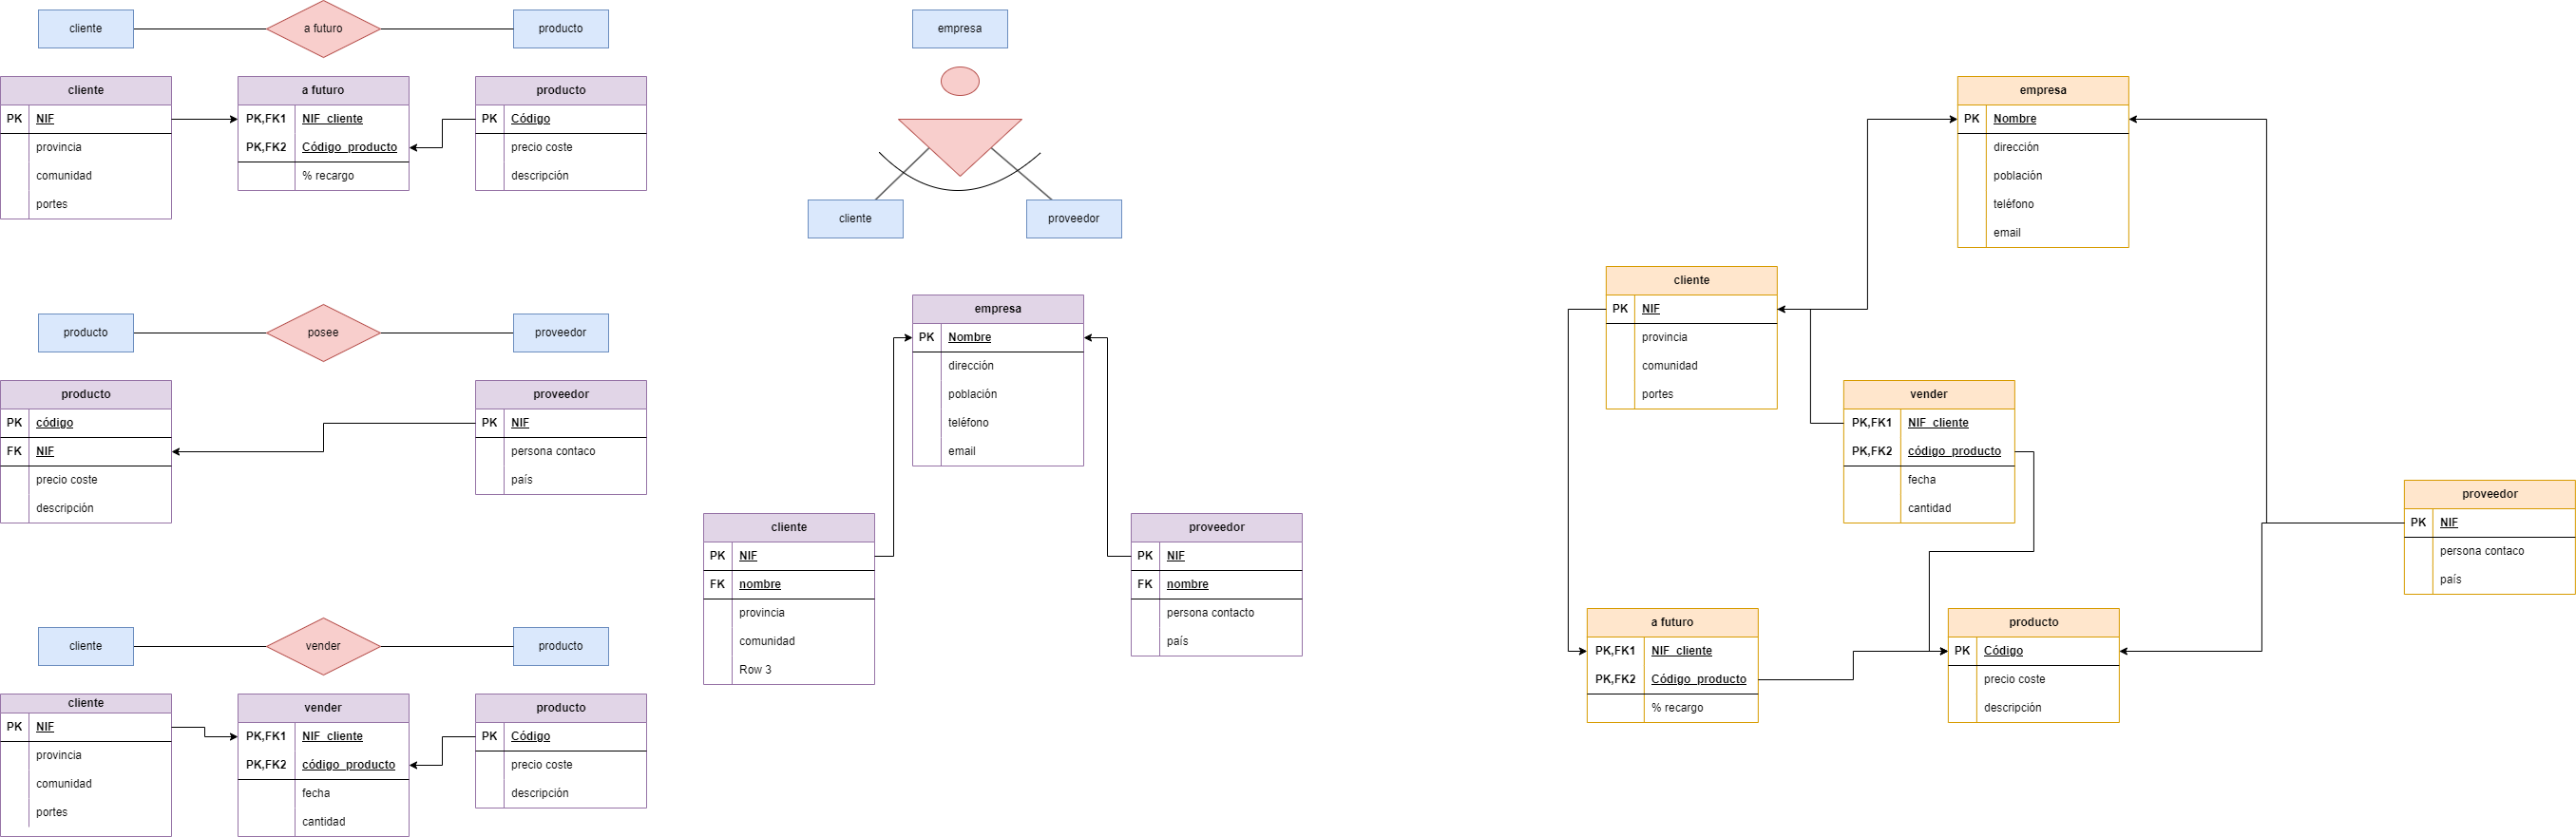 cliente
a futuro
producto
cliente
PK NIF
provincia
comunidad
portes
a futuro
PK,FK1 NIF_cliente
PK,FK2 Código_producto
% recargo
producto
PK Código
precio coste
descripción
producto
posee
proveedor
producto
PK código
FK NIF
precio coste
descripción
proveedor
PK NIF
persona contaco
país
cliente
vender
producto
cliente
PK NIF
provincia
comunidad
portes
vender
PK,FK1 NIF_cliente
PK,FK2 código_producto
fecha
cantidad
producto
PK Código
precio coste
descripción
empresa
cliente
proveedor
empresa
PK Nombre
dirección
población
teléfono
email
cliente
PK NIF
FK nombre
provincia
comunidad
Row 3
proveedor
PK NIF
FK nombre
persona contacto
país
empresa
PK Nombre
dirección
población
teléfono
email
cliente
PK NIF
provincia
comunidad
portes
vender
PK,FK1 NIF_cliente
PK,FK2 código_producto
fecha
cantidad
proveedor
PK NIF
persona contaco
país
a futuro
PK,FK1 NIF_cliente
PK,FK2 Código_producto
% recargo
producto
PK Código
precio coste
descripción